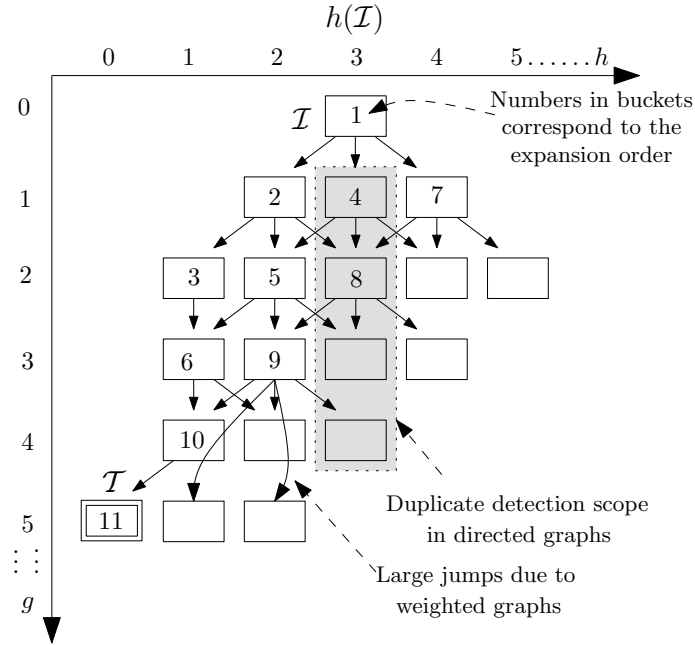 h(I)
0 1 2 3 4 5......h
0
I 1
Numbers in buckets
correspond to the
expansion order
1 2 4 7
2 3 5 8
3 6 9
4 10
I
5 11
Duplicate detection scope
in directed graphs
Large jumps due to
weighted graphs
g